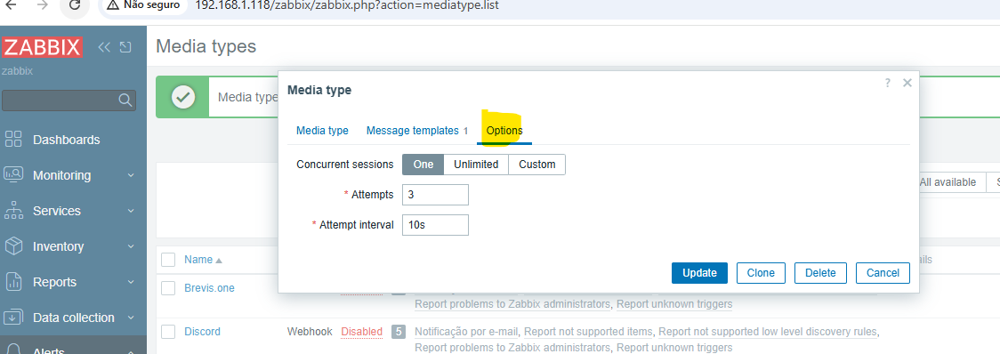 Não seguro 192.168.1.118/zabbix/zabbix.php?action=mediatype.list
ZABBIX
zabbix
Dashboards
Monitoring
Services
Inventory
Reports
Data collection
Alerts
Media types
Media type
Media type
Media type Message templates 1 Options
Concurrent sessions One Unlimited Custom
* Attempts 3
* Attempt interval 10s
Update Clone Delete Cancel
All available
Name
Brevis.one
Report problems to Zabbix administrators, Report unknown triggers
Discord Webhook Disabled 5 Notificação por e-mail, Report not supported items, Report not supported low level discovery rules,
Report problems to Zabbix administrators, Report unknown triggers